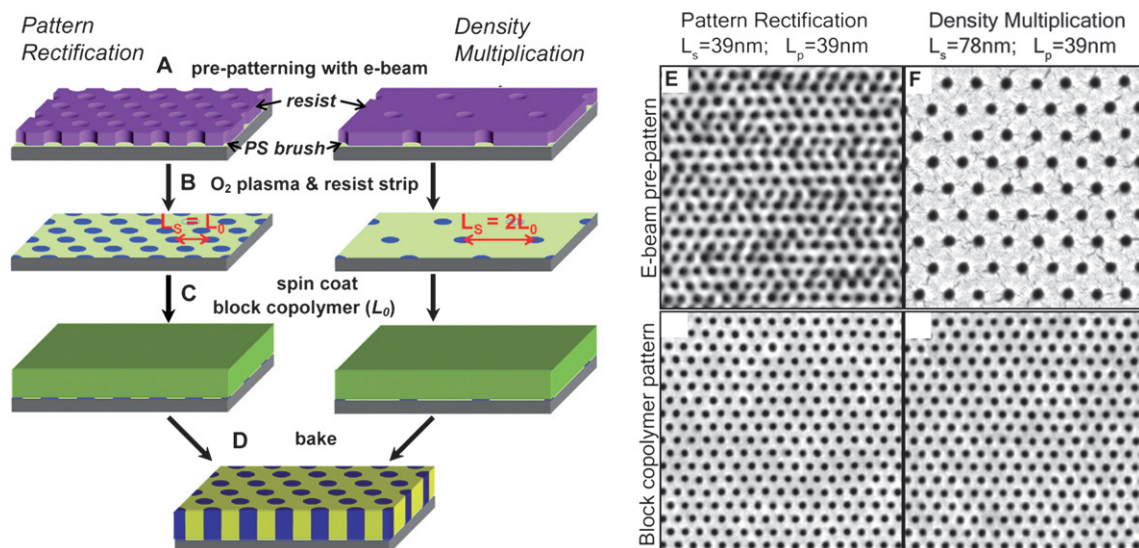 Pattern
Rectification
Density
Multiplication
A pre-patterning with e-beam
resist
PS brush
B O₂ plasma & resist strip
Lₛ = L₀
Lₛ = 2L₀
C spin coat
block copolymer (L₀)
D bake
Pattern Rectification
Lₛ=39nm; Lₚ=39nm
Density Multiplication
Lₛ=78nm; Lₚ=39nm
E
F
E-beam pre-pattern
Block copolymer pattern